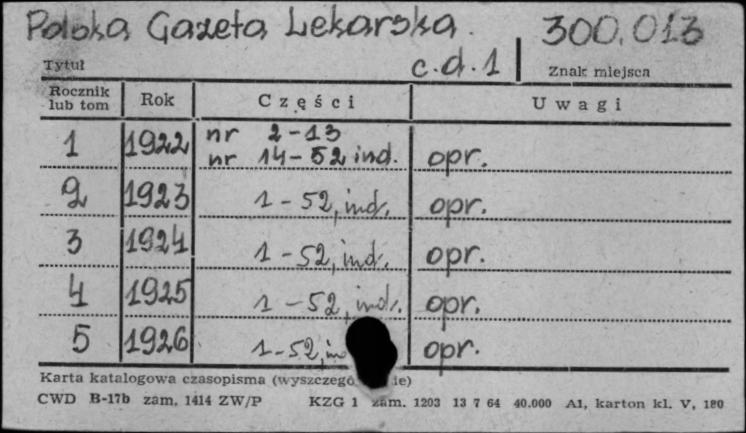 Polska Gazeta Lekarska. 300.013
Tytuł c.d.1 Znak miejsca
Rocznik lub tom Rok Części Uwagi
1 1922 nr 2-13
nr 14-52 ind. opr.
2 1923 1-52, ind. opr.
3 1924 1-52, ind. opr.
4 1925 1-52, ind. opr.
5 1926 1-52, in opr.
Karta katalogowa czasopisma (wyszczegó ie)
CWD B-17b zam. 1414 ZW/P KZG 1 zam. 1203 13 7 64 40.000 A1, karton kl. V, 180